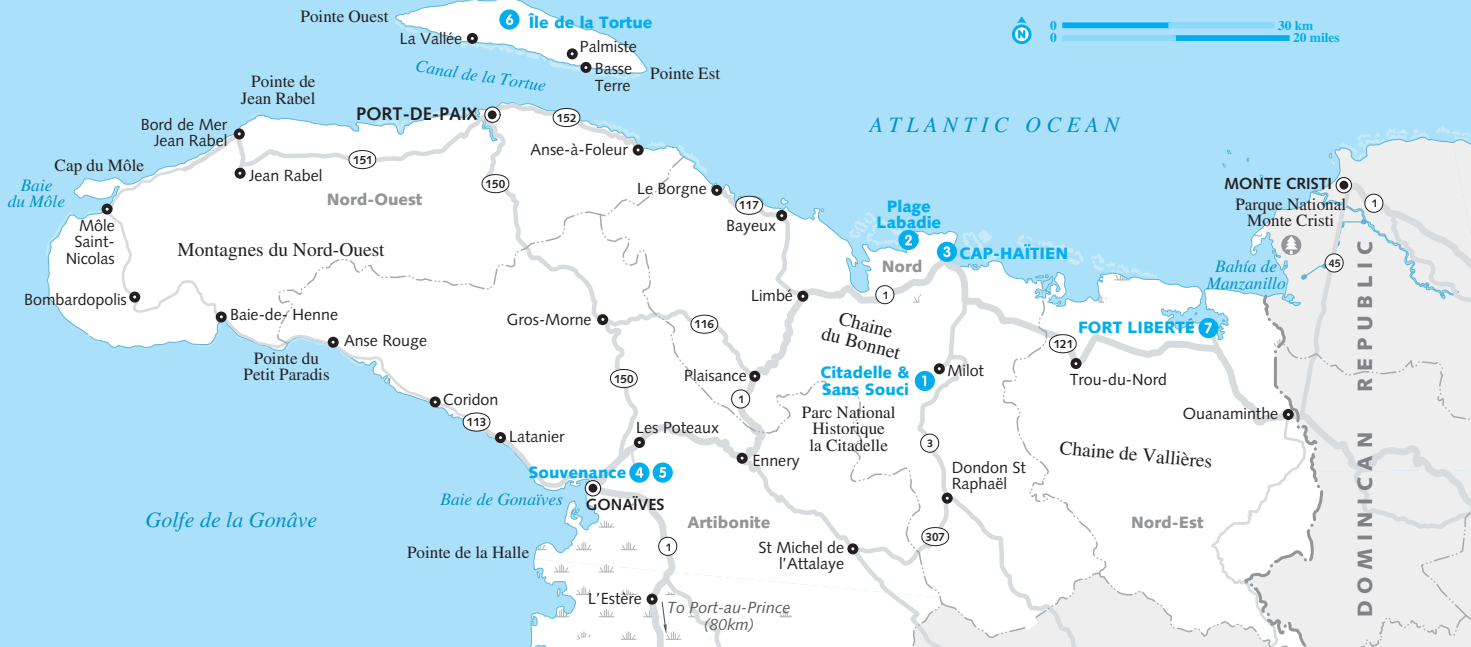 Pointe Ouest
6 Île de la Tortue
La Vallée
Palmiste
Basse
Terre
Pointe Est
Canal de la Tortue
N
0 30 km
0 20 miles
Pointe de
Jean Rabel
PORT-DE-PAIX
152
ATLANTIC OCEAN
Bord de Mer
Jean Rabel
Anse-à-Foleur
151
Cap du Môle
Jean Rabel
150
Le Borgne
Baie
du Môle
Nord-Ouest
117
Bayeux
Plage
Labadie
2
MONTE CRISTI
Parque National
Monte Cristi
1
Môle
Saint-
Nicolas
Montagnes du Nord-Ouest
3 CAP-HAÏTIEN
Nord
45
Bahía de
Manzanillo
Bombardopolis
Limbé
1
Baie-de- Henne
Gros-Morne
116
Chaine
du Bonnet
FORT LIBERTÉ 7
Anse Rouge
121
Pointe du
Petit Paradis
Plaisance
150
Citadelle &
Sans Souci
1
Milot
Trou-du-Nord
Coridon
1
Parc National
Historique
la Citadelle
Ouanaminthe
113
Latanier
Les Poteaux
3
Ennery
Chaine de Vallières
Souvenance 4 5
Dondon St
Raphaël
Baie de Gonaïves
GONAÏVES
Golfe de la Gonâve
Artibonite
Nord-Est
307
Pointe de la Halle
1
St Michel de
l'Attalaye
L'Estère
To Port-au-Prince
(80km)
DOMINICAN REPUBLIC